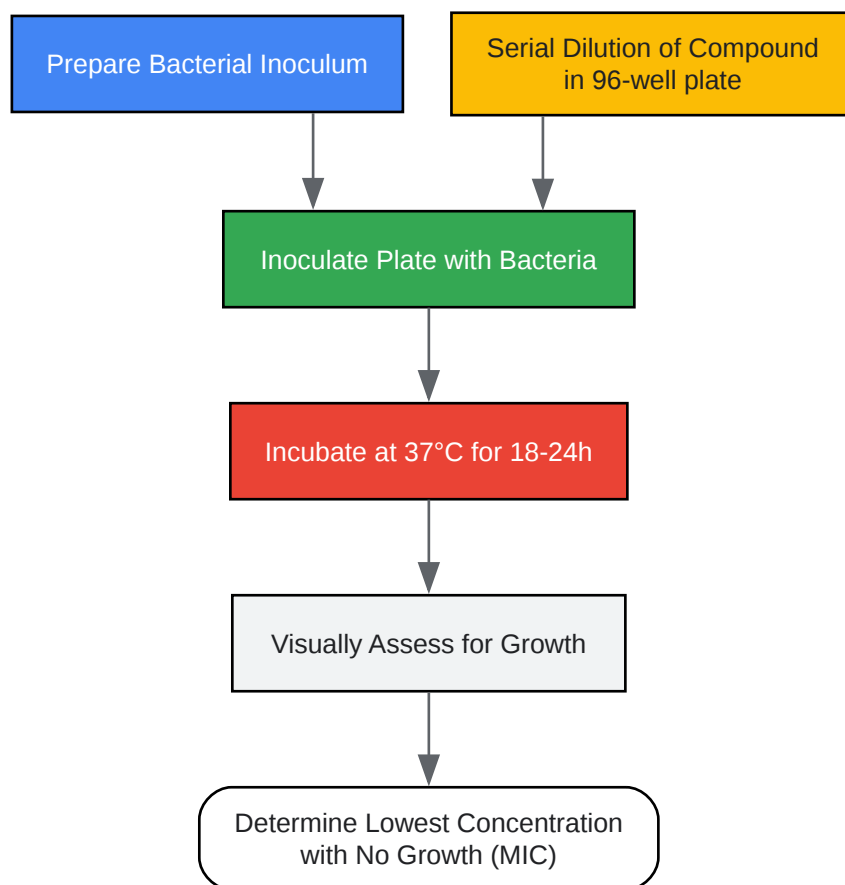 Prepare Bacterial Inoculum
Serial Dilution of Compound
in 96-well plate
Inoculate Plate with Bacteria
Incubate at 37°C for 18-24h
Visually Assess for Growth
Determine Lowest Concentration
with No Growth (MIC)